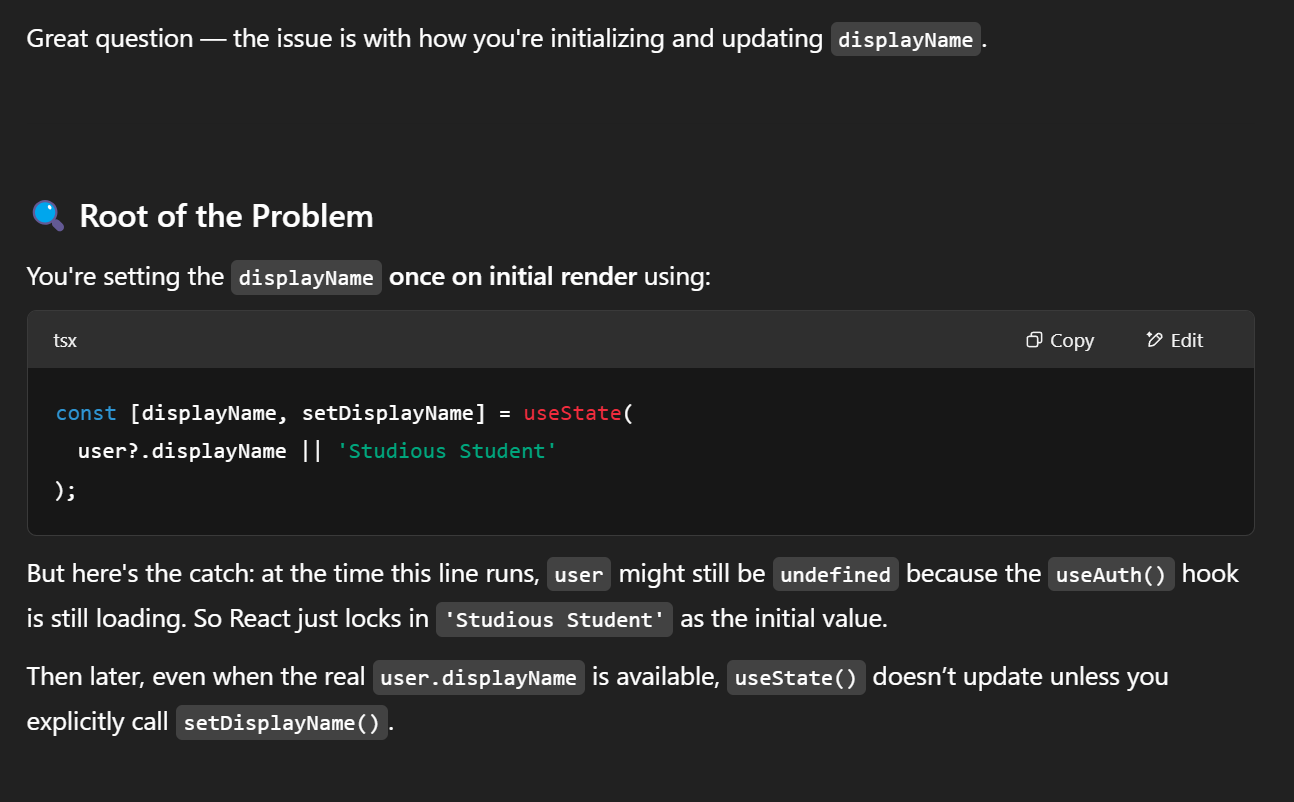 Great question — the issue is with how you're initializing and updating displayName.
Root of the Problem
You're setting the displayName once on initial render using:
tsx
Copy
Edit
const [displayName, setDisplayName] = useState(
  user?.displayName || 'Studious Student'
);
But here's the catch: at the time this line runs, user might still be undefined because the useAuth() hook
is still loading. So React just locks in 'Studious Student' as the initial value.
Then later, even when the real user.displayName is available, useState() doesn’t update unless you
explicitly call setDisplayName().